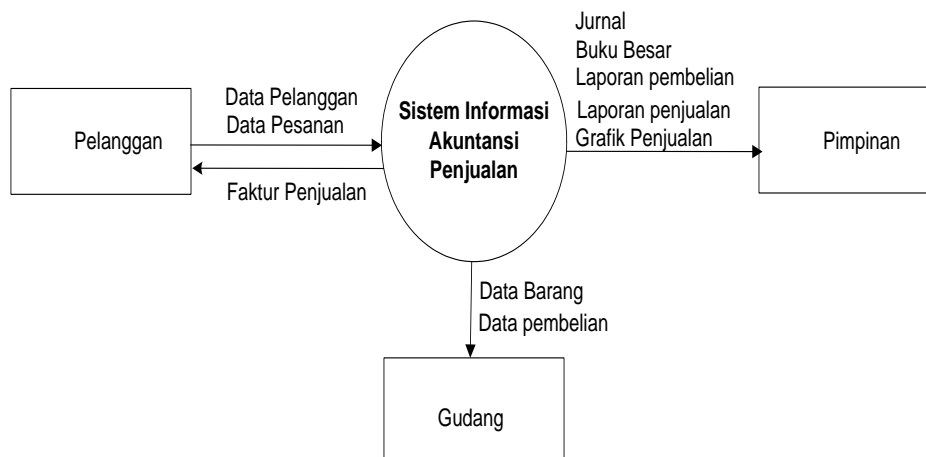 Jurnal
Buku Besar
Laporan pembelian
Laporan penjualan
Grafik Penjualan
Data Pelanggan
Data Pesanan
Pelanggan
Faktur Penjualan
Sistem Informasi
Akuntansi
Penjualan
Pimpinan
Data Barang
Data pembelian
Gudang